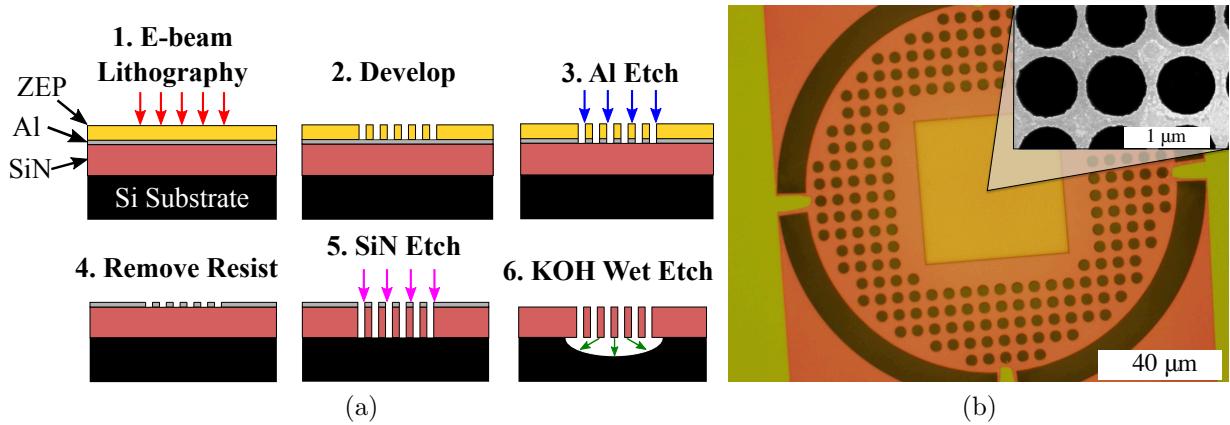 1. E-beam
Lithography
ZEP
Al
SiN
Si Substrate
2. Develop
3. Al Etch
4. Remove Resist
5. SiN Etch
6. KOH Wet Etch
(a)
1 μm
40 μm
(b)